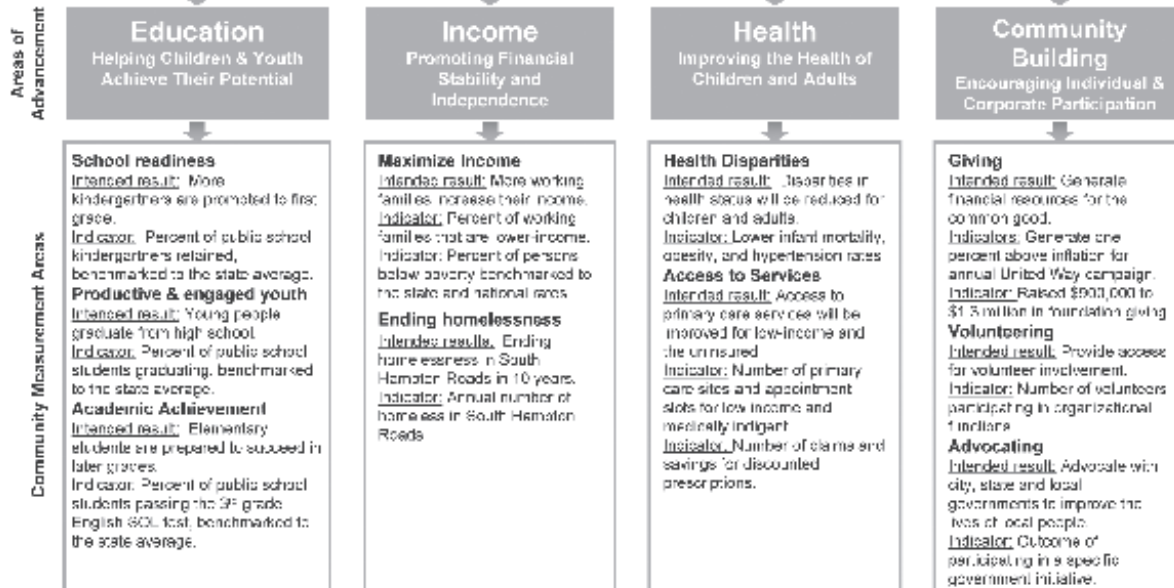 Areas of
Advancement
Education
Helping Children & Youth
Achieve Their Potential
Income
Promoting Financial
Stability and
Independence
Health
Improving the Health of
Children and Adults
Community
Building
Encouraging Individual &
Corporate Participation
Community Measurement Areas
School readiness
Intended result: More
kindergartners are promoted to first
grade.
Indicator: Percent of public school
kindergartners retained,
benchmarked to the state average.
Productive & engaged youth
Intended result: Young people
graduate from high school
Indicator: Percent of public school
students graduating, benchmarked
to the state average.
Academic Achievement
Intended result: Elementary
students are prepared to succeed in
later grades.
Indicator: Percent of public school
students passing the 3rd grade
English SOL test, benchmarked to
the state average.
Maximize Income
Intended result: More working
families increase their income.
Indicator: Percent of working
families that are lower-income.
Indicator: Percent of persons
below poverty benchmarked to
the state and national rates
Ending homelessness
Intended results: Ending
homelessness in South
Hampton Roads in 10 years.
Indicator: Annual number of
homeless in South Hampton
Roads
Health Disparities
Intended result: Disparities in
health status will be reduced for
children and adults.
Indicator: Lower infant mortality,
obesity, and hypertension rates
Access to Services
Intended result: Access to
primary care services will be
improved for low-income and
the uninsured
Indicator: Number of primary
care sites and appointment
slots for low income and
medically indigent
Indicator: Number of claims and
savings for discounted
prescriptions.
Giving
Intended result: Generate
financial resources for the
common good.
Indicators: Generate one
percent above inflation for
annual United Way campaign.
Indicator: Raised $900,000 to
$1.3 million in foundation giving
Volunteering
Intended result: Provide access
for volunteer involvement.
Indicator: Number of volunteers
participating in organizational
functions
Advocating
Intended result: Advocate with
city, state and local
governments to improve the
lives of local people.
Indicator: Outcome of
participating in a specific
government initiative.